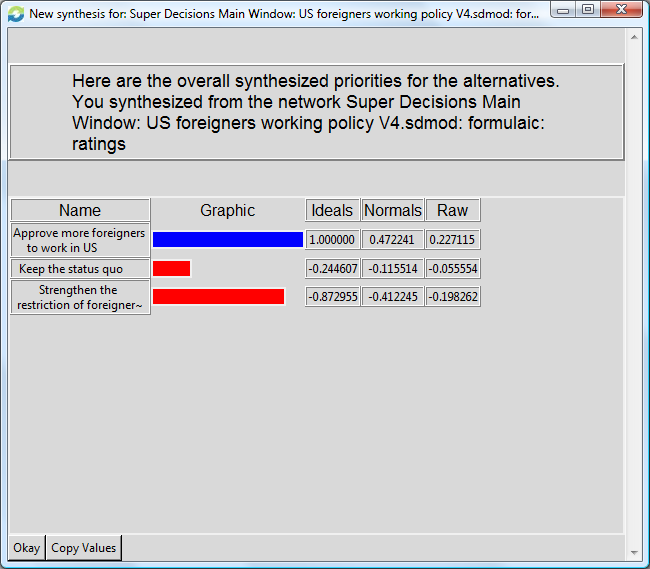 New synthesis for: Super Decisions Main Window: US foreigners working policy V4.sdmod: for...
Here are the overall synthesized priorities for the alternatives.
You synthesized from the network Super Decisions Main
Window: US foreigners working policy V4.sdmod: formulaic:
ratings
Name Graphic Ideals Normals Raw
Approve more foreigners
to work in US 1.000000 0.472241 0.227115
Keep the status quo -0.244607 -0.115514 -0.055554
Strengthen the
restriction of foreigner~ -0.872955 -0.412245 -0.198262
Okay Copy Values